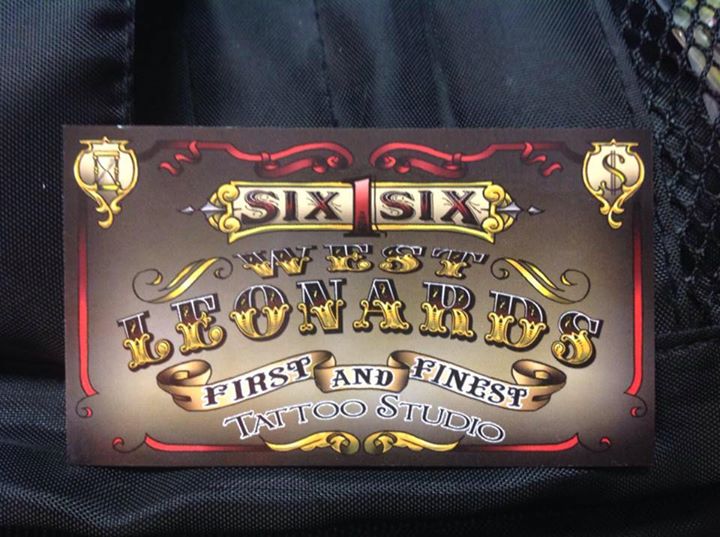 SIX 1 SIX
WEST
LEONARDS
FIRST AND FINEST
TATTOO STUDIO
$